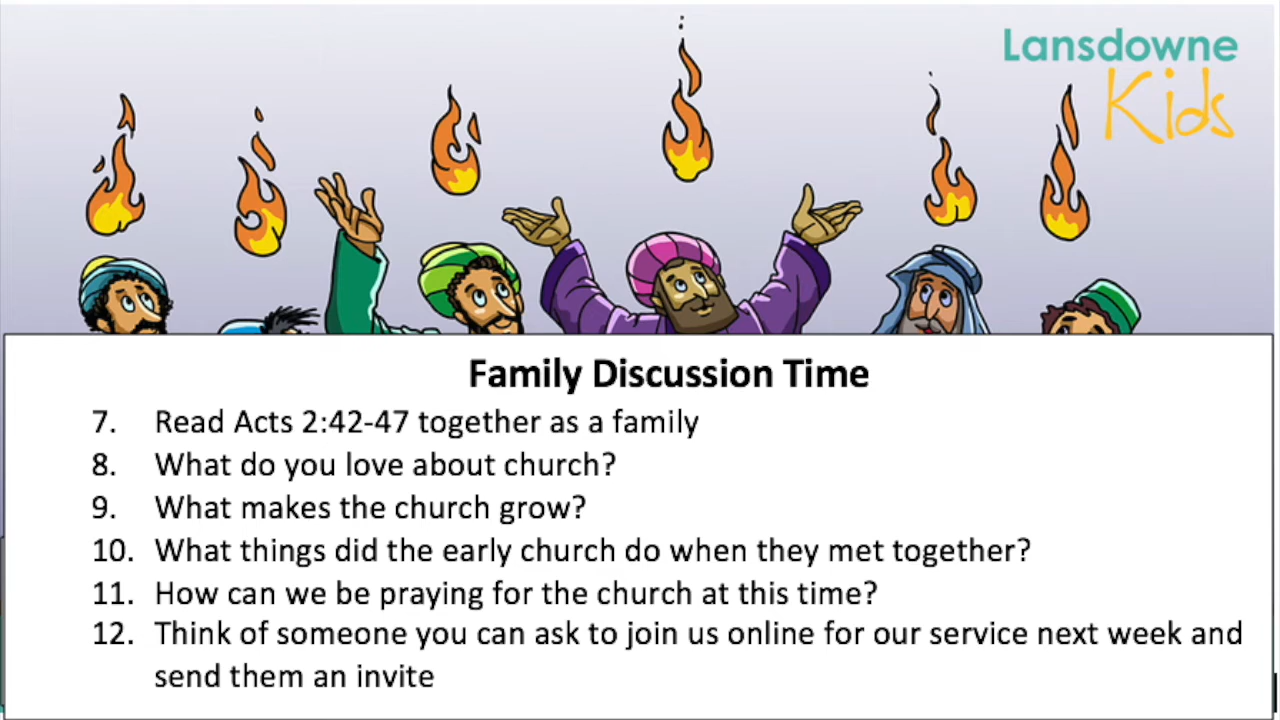 Lansdowne
Kids
Family Discussion Time
7. Read Acts 2:42-47 together as a family
8. What do you love about church?
9. What makes the church grow?
10. What things did the early church do when they met together?
11. How can we be praying for the church at this time?
12. Think of someone you can ask to join us online for our service next week and
send them an invite